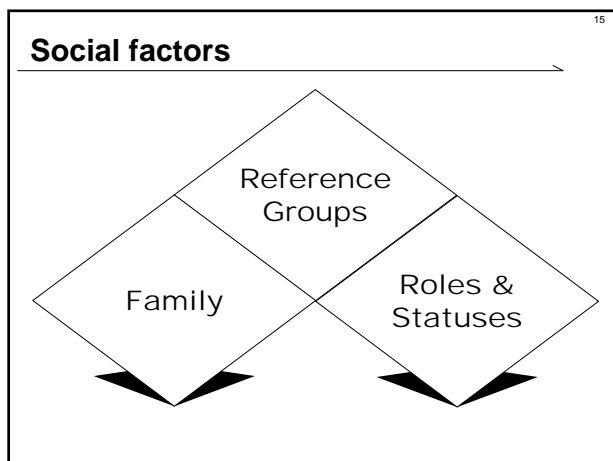 15
Social factors
Reference
Groups
Family
Roles &
Statuses